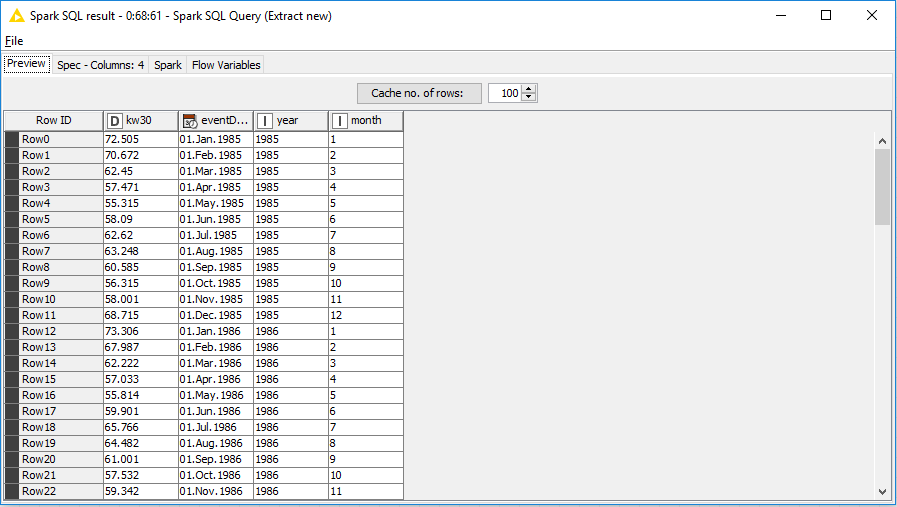 Spark SQL result - 0:68:61 - Spark SQL Query (Extract new)
File
Preview Spec - Columns: 4 Spark Flow Variables
Cache no. of rows: 100
Row ID D kw30 eventD... I year I month
Row0 72.505 01.Jan.1985 1985 1
Row1 70.672 01.Feb.1985 1985 2
Row2 62.45 01.Mar.1985 1985 3
Row3 57.471 01.Apr.1985 1985 4
Row4 55.315 01.May.1985 1985 5
Row5 58.09 01.Jun.1985 1985 6
Row6 62.62 01.Jul.1985 1985 7
Row7 63.248 01.Aug.1985 1985 8
Row8 60.585 01.Sep.1985 1985 9
Row9 56.315 01.Oct.1985 1985 10
Row10 58.001 01.Nov.1985 1985 11
Row11 68.715 01.Dec.1985 1985 12
Row12 73.306 01.Jan.1986 1986 1
Row13 67.987 01.Feb.1986 1986 2
Row14 62.222 01.Mar.1986 1986 3
Row15 57.033 01.Apr.1986 1986 4
Row16 55.814 01.May.1986 1986 5
Row17 59.901 01.Jun.1986 1986 6
Row18 65.766 01.Jul.1986 1986 7
Row19 64.482 01.Aug.1986 1986 8
Row20 61.001 01.Sep.1986 1986 9
Row21 57.532 01.Oct.1986 1986 10
Row22 59.342 01.Nov.1986 1986 11